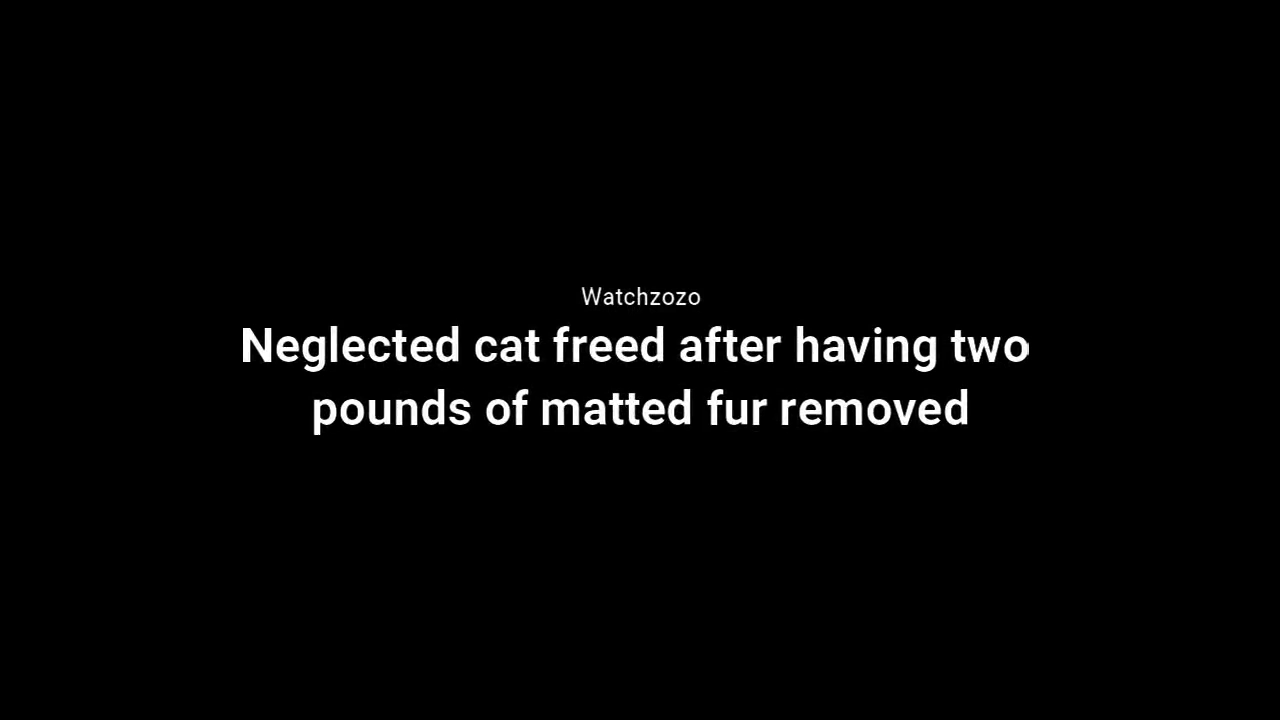 Watchzozo
Neglected cat freed after having two
pounds of matted fur removed